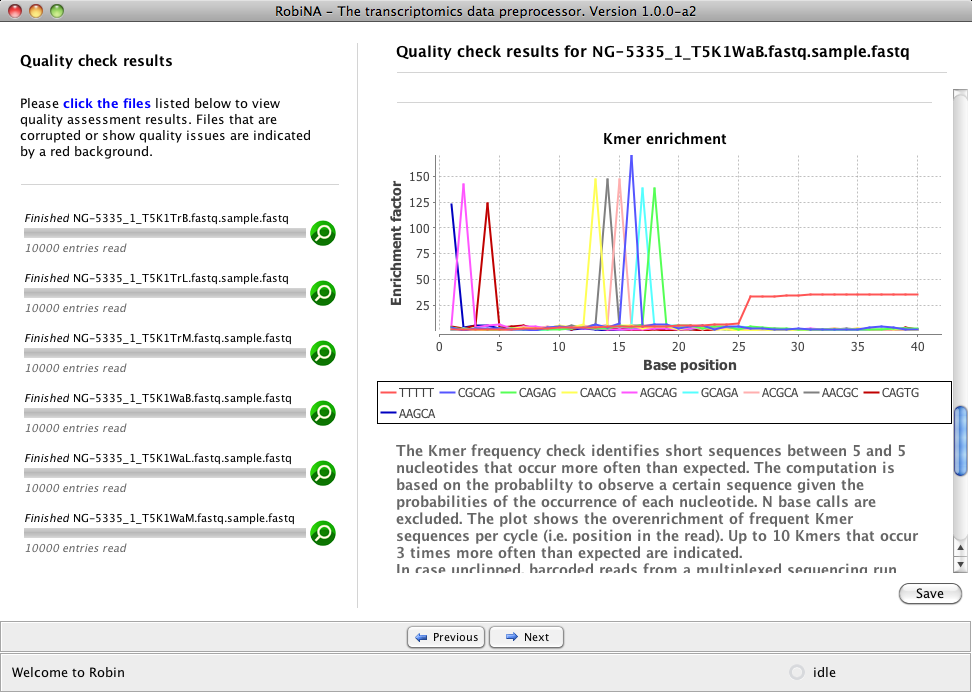 RobiNA - The transcriptomics data preprocessor. Version 1.0.0-a2
Quality check results
Please click the files listed below to view
quality assessment results. Files that are
corrupted or show quality issues are indicated
by a red background.
Finished NG-5335_1_T5K1TrB.fastq.sample.fastq
10000 entries read
Finished NG-5335_1_T5K1TrL.fastq.sample.fastq
10000 entries read
Finished NG-5335_1_T5K1TrM.fastq.sample.fastq
10000 entries read
Finished NG-5335_1_T5K1WaB.fastq.sample.fastq
10000 entries read
Finished NG-5335_1_T5K1WaL.fastq.sample.fastq
10000 entries read
Finished NG-5335_1_T5K1WaM.fastq.sample.fastq
10000 entries read
Quality check results for NG-5335_1_T5K1WaB.fastq.sample.fastq
Kmer enrichment
Enrichment factor
150
125
100
75
50
25
0 5 10 15 20 25 30 35 40
Base position
TTTTT CGCAG CAGAG CAACG AGCAG GCAGA ACGCA AACGC CAGTG
AAGCA
The Kmer frequency check identifies short sequences between 5 and 5
nucleotides that occur more often than expected. The computation is
based on the probablilty to observe a certain sequence given the
probabilities of the occurrence of each nucleotide. N base calls are
excluded. The plot shows the overenrichment of frequent Kmer
sequences per cycle (i.e. position in the read). Up to 10 Kmers that occur
3 times more often than expected are indicated.
In case unclipped, barcoded reads from a multiplexed sequencing run
Save
Previous Next
Welcome to Robin
idle